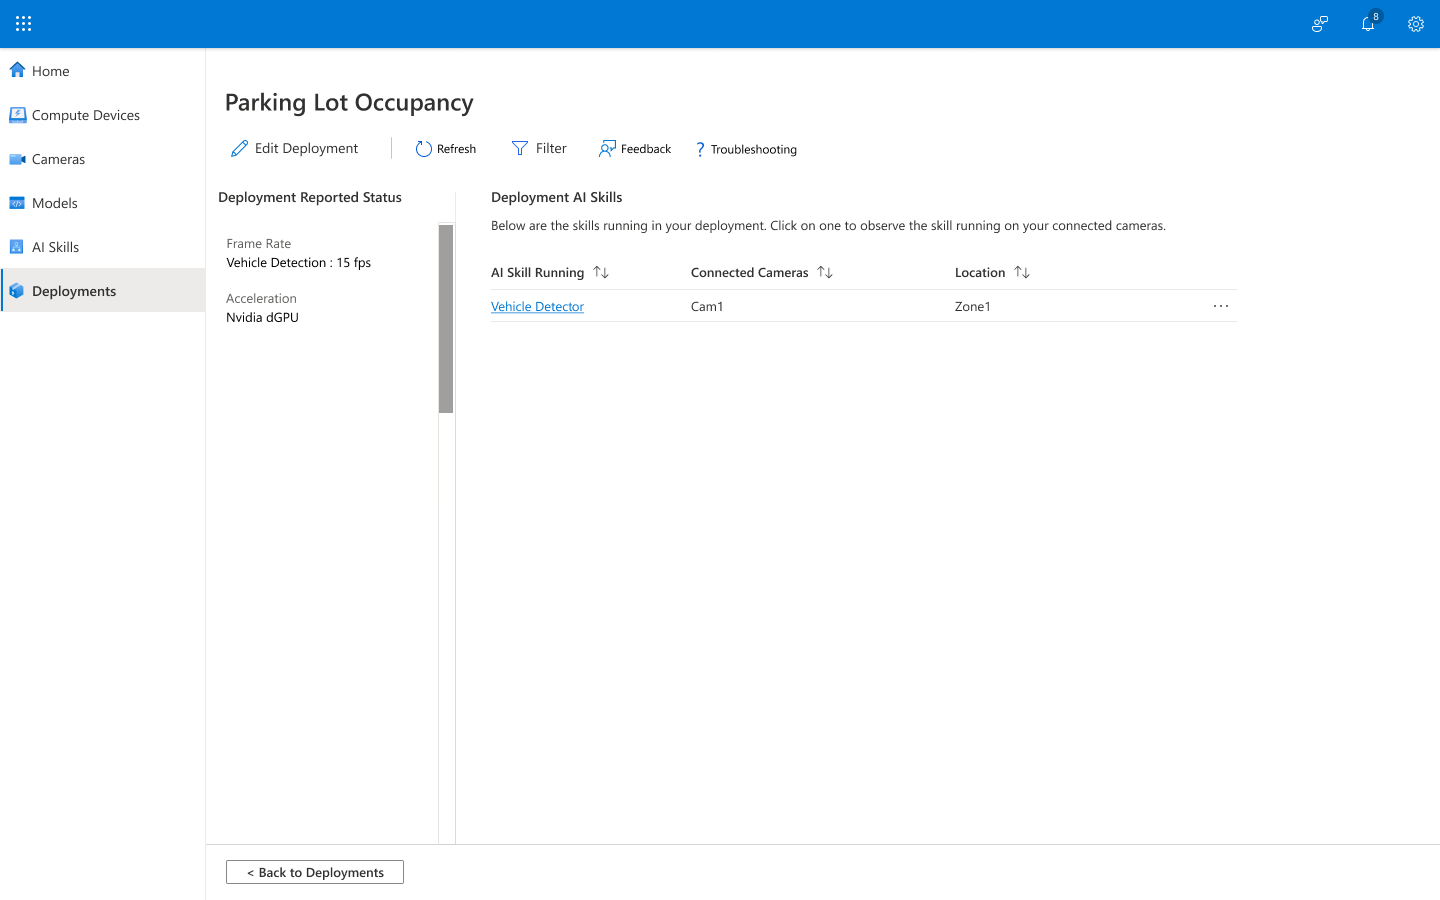 8
Home
Compute Devices
Cameras
Models
AI Skills
Deployments
Parking Lot Occupancy
Edit Deployment
Refresh
Filter
Feedback
? Troubleshooting
Deployment Reported Status
Frame Rate
Vehicle Detection : 15 fps
Acceleration
Nvidia dGPU
Deployment AI Skills
Below are the skills running in your deployment. Click on one to observe the skill running on your connected cameras.
AI Skill Running ↑↓ Connected Cameras ↑↓ Location ↑↓
Vehicle Detector Cam1 Zone1 ···
< Back to Deployments